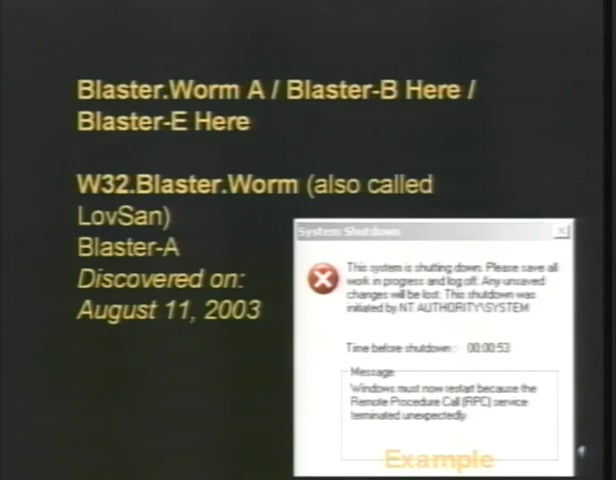 Blaster.Worm A / Blaster-B Here /
Blaster-E Here
W32.Blaster.Worm (also called
LovSan)
Blaster-A
Discovered on:
August 11, 2003
System Shutdown
This system is shutting down. Please save all
work in progress and log off. Any unsaved
changes will be lost. This shutdown was
initiated by NT AUTHORITY\SYSTEM
Time before shutdown : 00:00:53
Message
Windows must now restart because the
Remote Procedure Call (RPC) service
terminated unexpectedly
Example